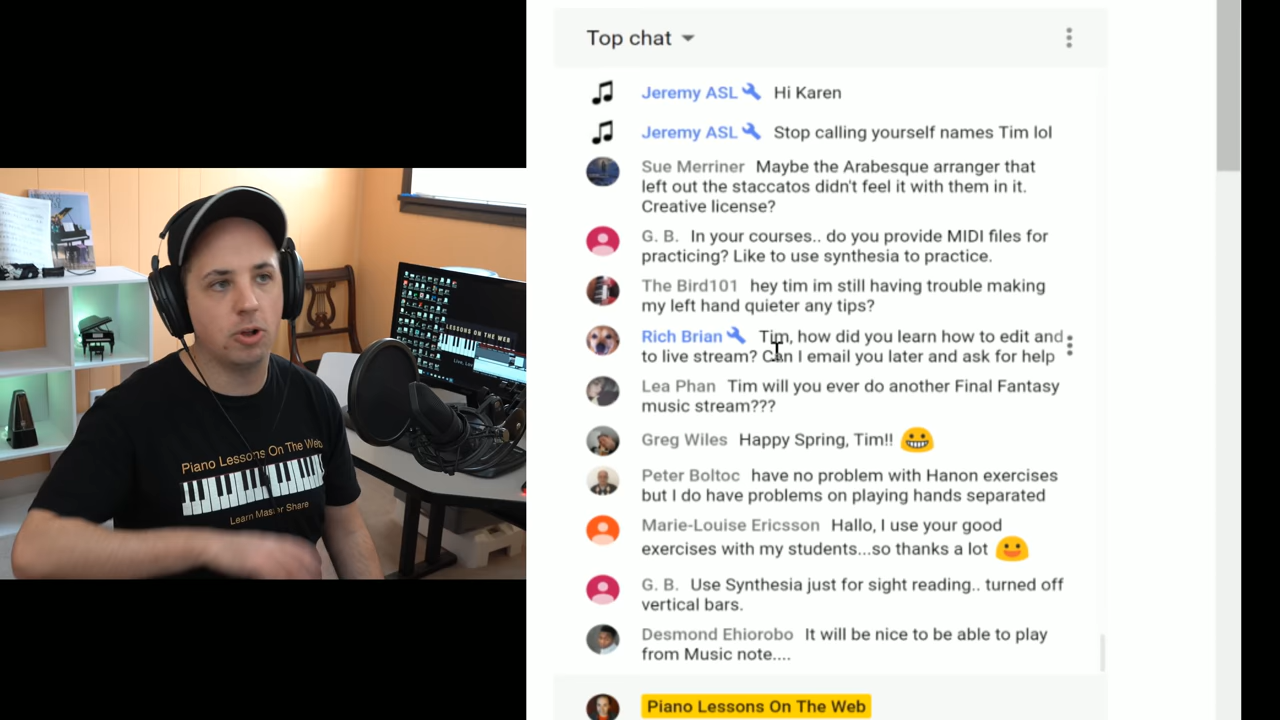 Top chat
Jeremy ASL Hi Karen
Jeremy ASL Stop calling yourself names Tim lol
Sue Merriner Maybe the Arabesque arranger that
left out the staccatos didn't feel it with them in it.
Creative license?
G. B. In your courses.. do you provide MIDI files for
practicing? Like to use synthesia to practice.
The Bird101 hey tim im still having trouble making
my left hand quieter any tips?
Rich Brian Tim, how did you learn how to edit and
to live stream? Can I email you later and ask for help
Lea Phan Tim will you ever do another Final Fantasy
music stream???
Greg Wiles Happy Spring, Tim!!
Peter Boltoc have no problem with Hanon exercises
but I do have problems on playing hands separated
Marie-Louise Ericsson Hallo, I use your good
exercises with my students...so thanks a lot
G. B. Use Synthesia just for sight reading.. turned off
vertical bars.
Desmond Ehiorobo It will be nice to be able to play
from Music note....
Piano Lessons On The Web
LESSONS ON THE WEB
Piano Lessons On The Web
Learn Master Share